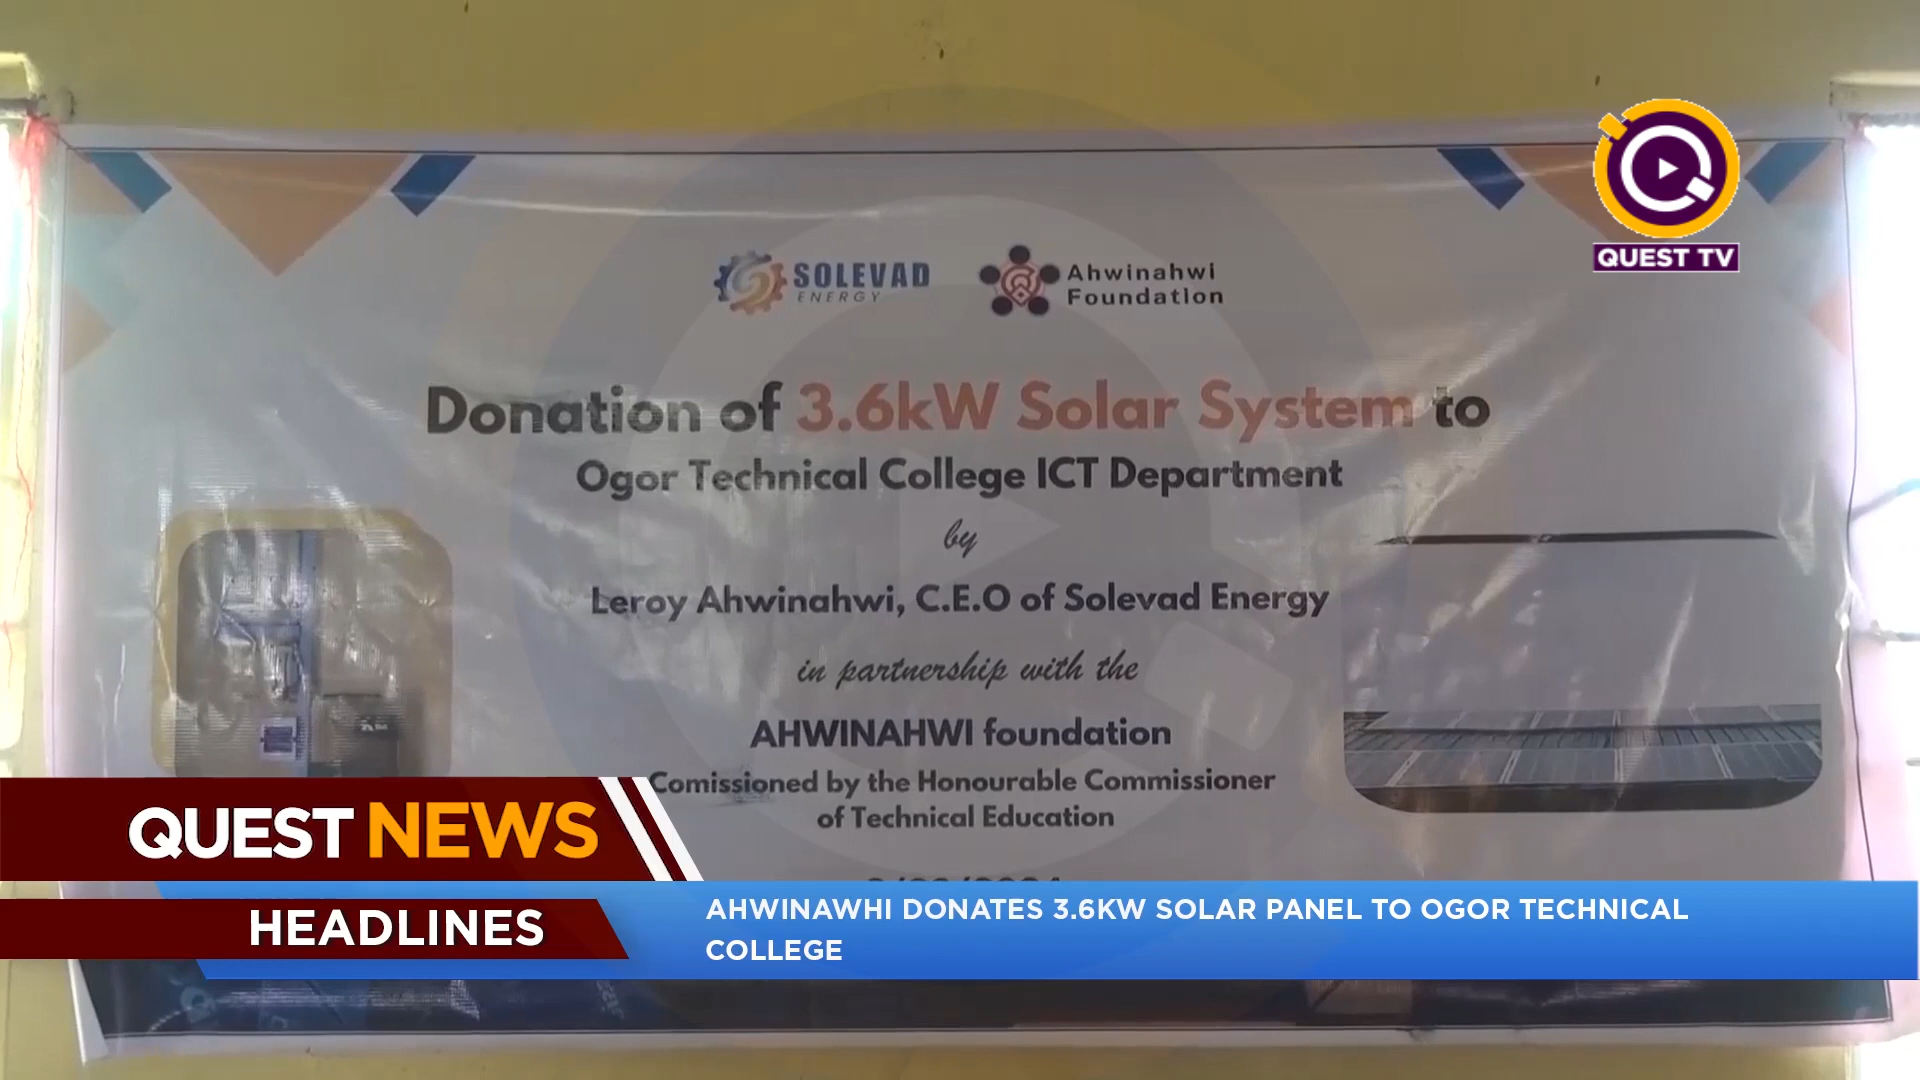 QUEST TV
SOLEVAD
ENERGY
Ahwinahwi
Foundation
Donation of 3.6kW Solar System to
Ogor Technical College ICT Department
by
Leroy Ahwinahwi, C.E.O of Solevad Energy
in partnership with the
AHWINAHWI foundation
Comissioned by the Honourable Commissioner
of Technical Education
QUEST NEWS
HEADLINES
AHWINAWHI DONATES 3.6KW SOLAR PANEL TO OGOR TECHNICAL
COLLEGE